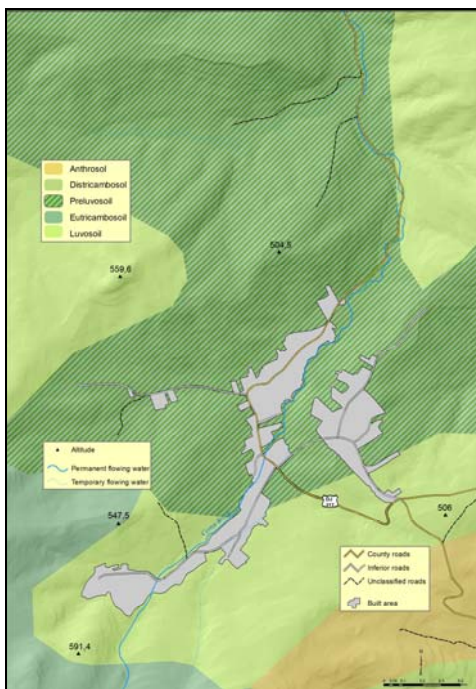 Anthrosol
Districambosol
Preluvosoil
Eutricambosoil
Luvosoil
504,5
559,6
Altitude
Permanent flowing water
Temporary flowing water
547,5
506
County roads
Inferior roads
Unclassified roads
Built area
591,4